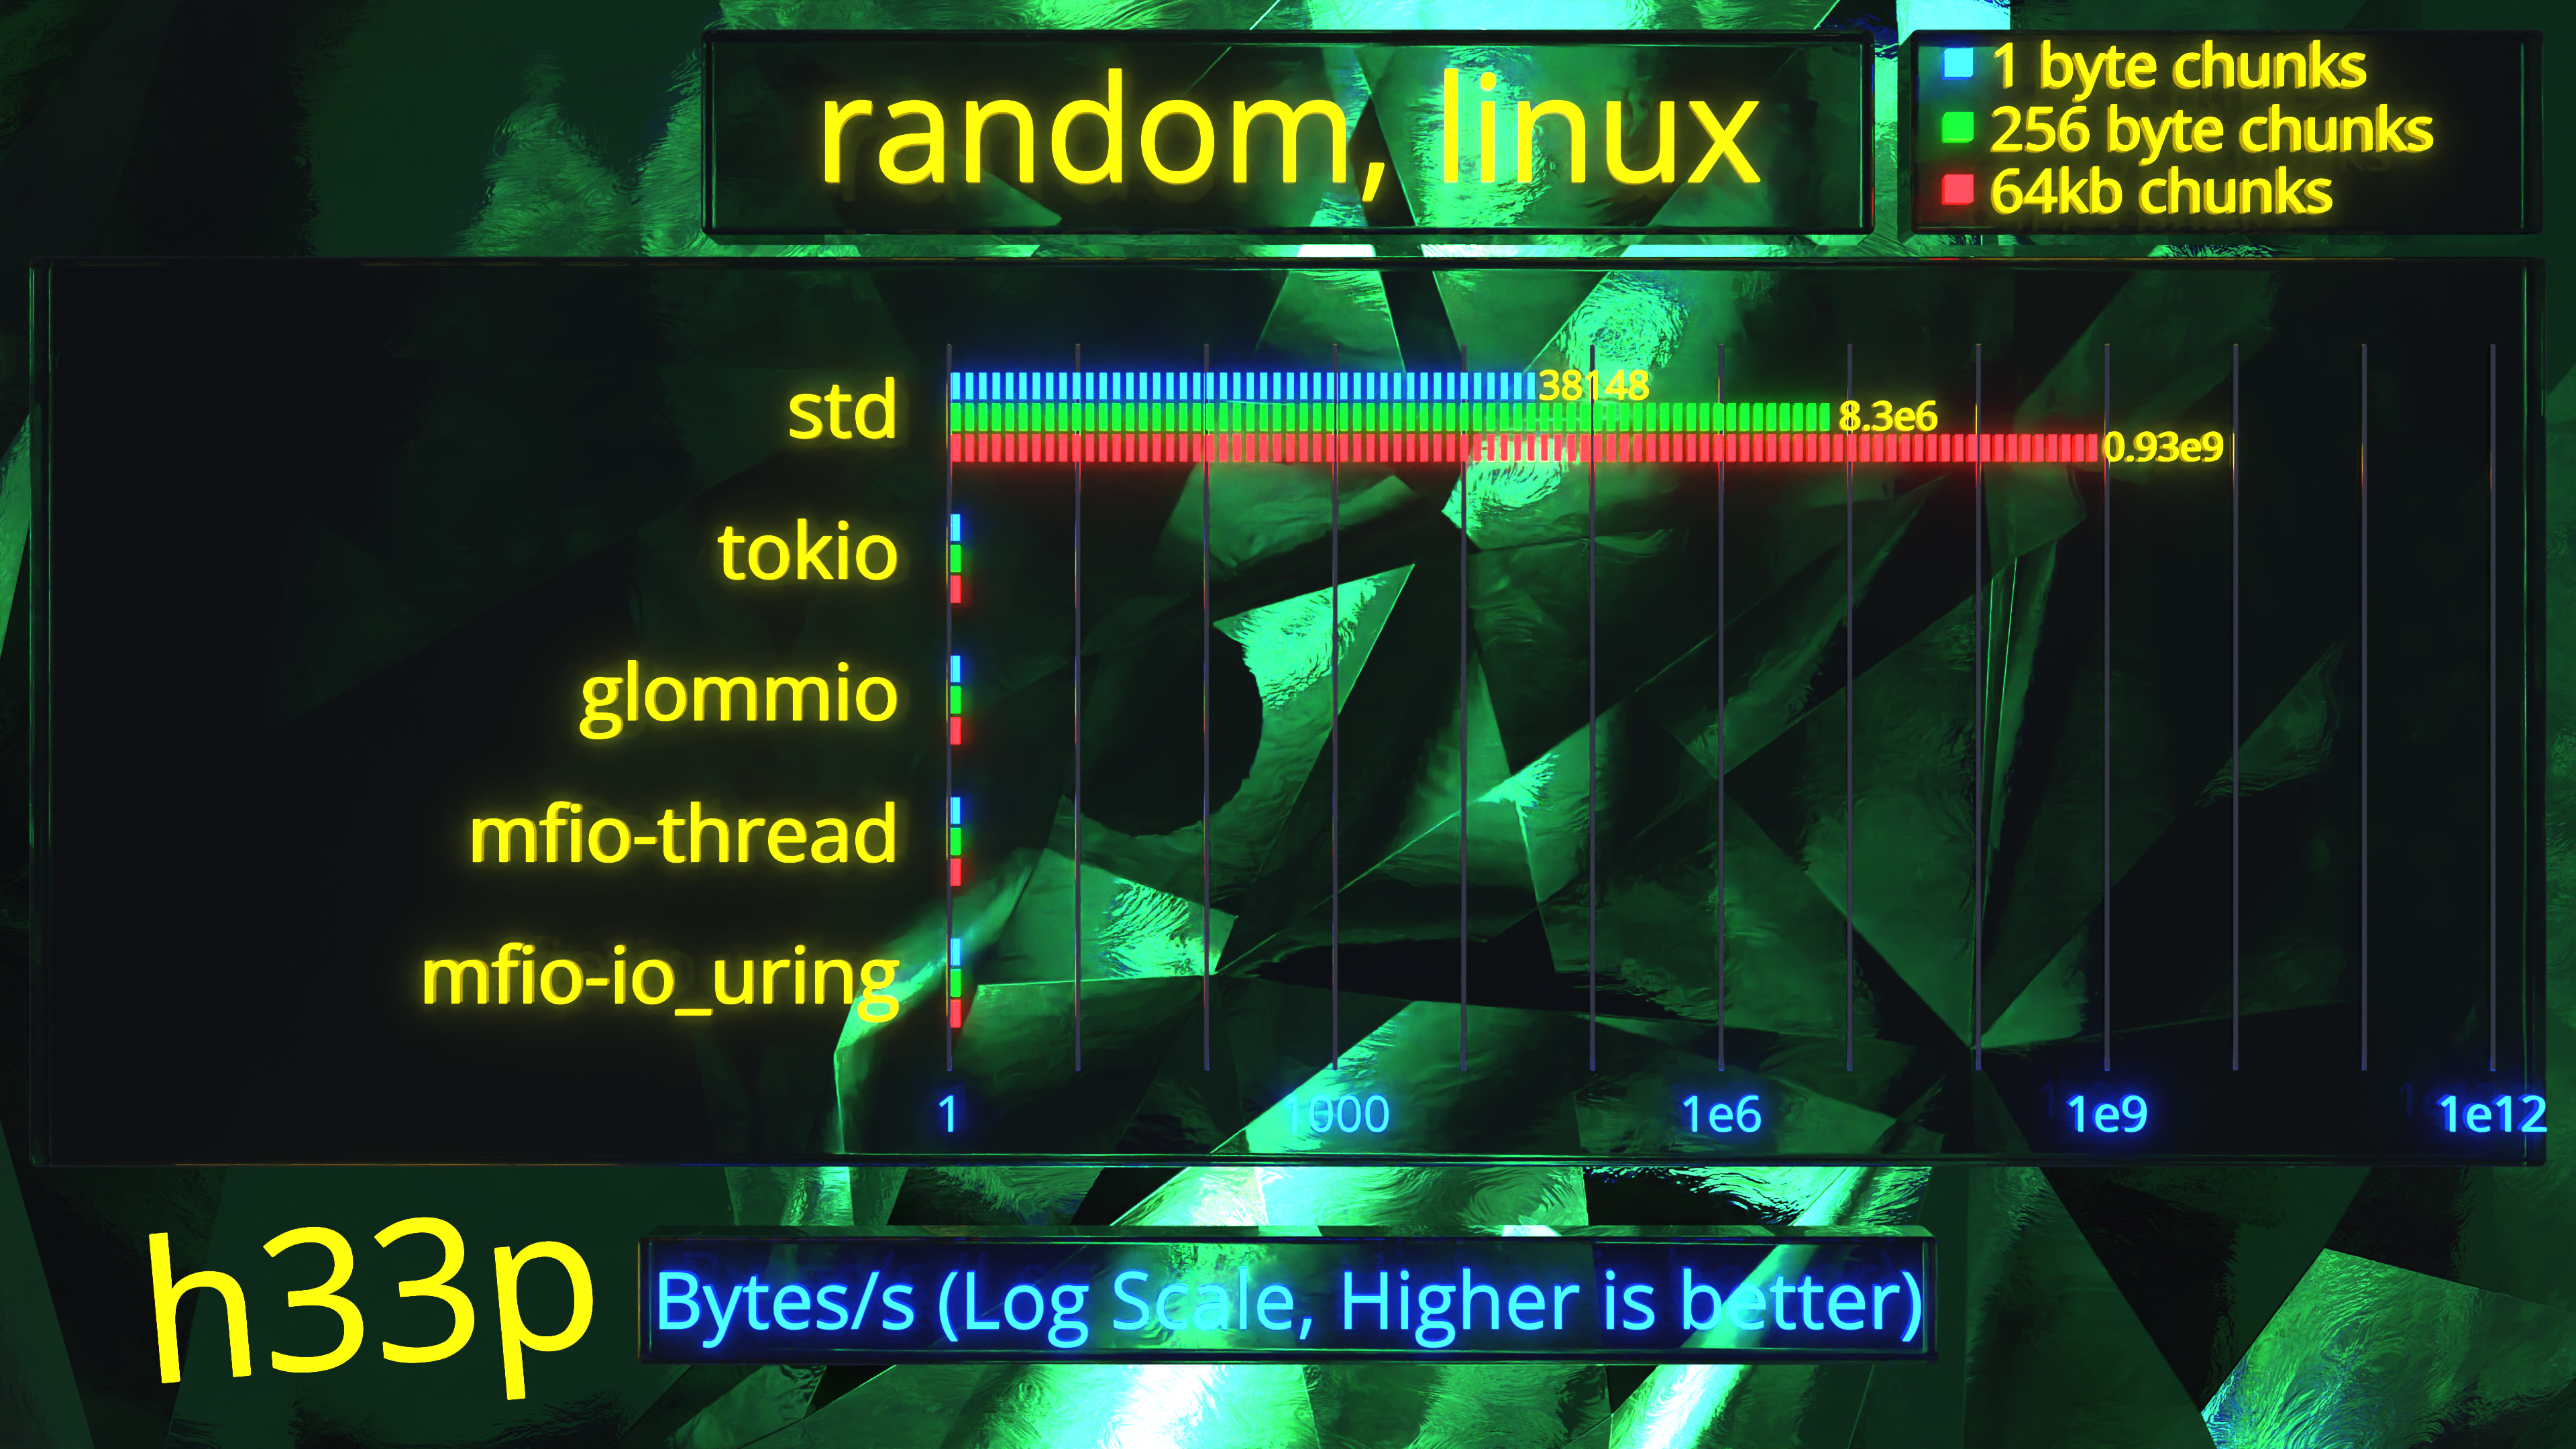 random, linux
1 byte chunks
256 byte chunks
64kb chunks
std
38148
8.3e6
0.93e9
tokio
glommio
mfio-thread
mfio-io_uring
1 1000 1e6 1e9 1e12
h33p
Bytes/s (Log Scale, Higher is better)